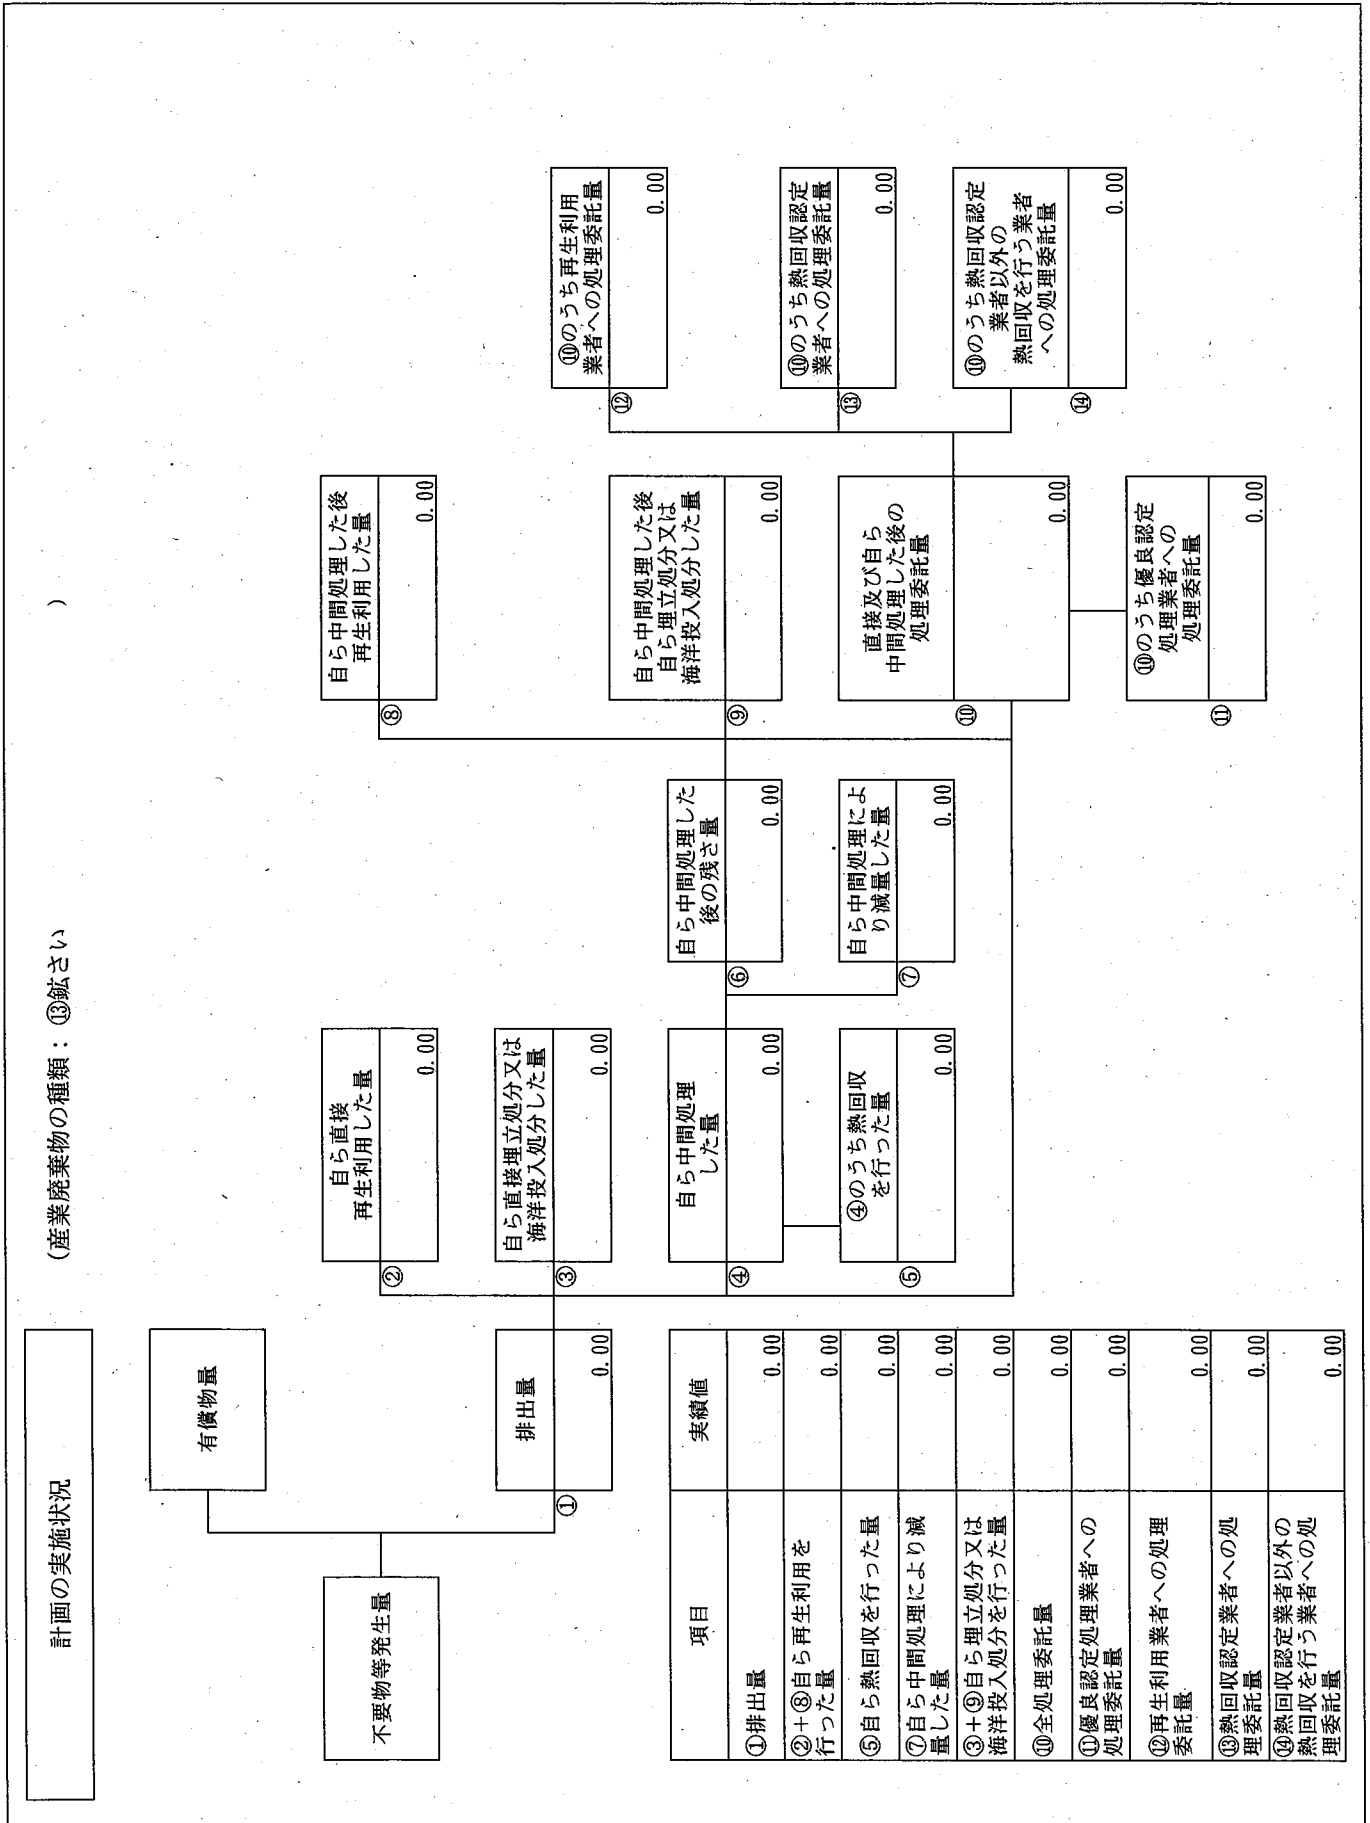 計画の実施状況
(産業廃棄物の種類：⑬鉱さい
)
不要物等発生量
有償物量
①
排出量
0.00
②
自ら直接
再生利用した量
0.00
③
自ら直接埋立処分又は
海洋投入処分した量
0.00
④
自ら中間処理
した量
0.00
⑤
④のうち熱回収
を行った量
0.00
⑥
自ら中間処理した
後の残さ量
0.00
⑦
自ら中間処理によ
り減量した量
0.00
⑧
自ら中間処理した後
再生利用した量
0.00
⑨
自ら中間処理した後
自ら埋立処分又は
海洋投入処分した量
0.00
⑩
直接及び自ら
中間処理した後の
処理委託量
0.00
⑪
⑩のうち優良認定
処理業者への
処理委託量
0.00
⑫
⑩のうち再生利用
業者への処理委託量
0.00
⑬
⑩のうち熱回収認定
業者への処理委託量
0.00
⑭
⑩のうち熱回収認定
業者以外の
熱回収を行う業者
への処理委託量
0.00
項目 実績値
①排出量 0.00
②+⑧自ら再生利用を
行った量 0.00
⑤自ら熱回収を行った量 0.00
⑦自ら中間処理により減
量した量 0.00
③+⑨自ら埋立処分又は
海洋投入処分を行った量 0.00
⑩全処理委託量 0.00
⑪優良認定処理業者への
処理委託量 0.00
⑫再生利用業者への処理
委託量 0.00
⑬熱回収認定業者への処
理委託量 0.00
⑭熱回収認定業者以外の
熱回収を行う業者への処
理委託量 0.00